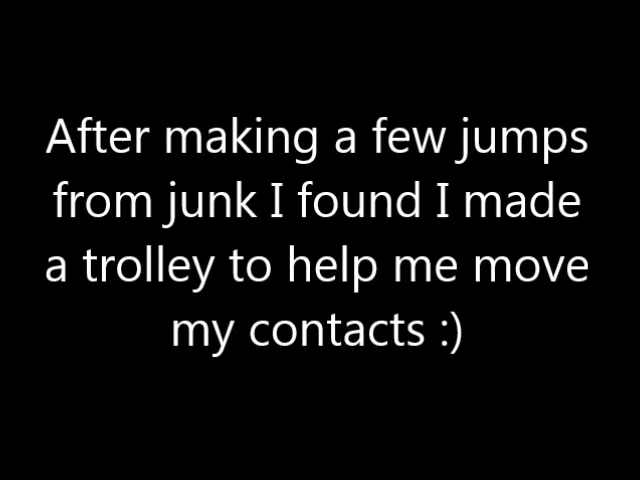 After making a few jumps
from junk I found I made
a trolley to help me move
my contacts :)